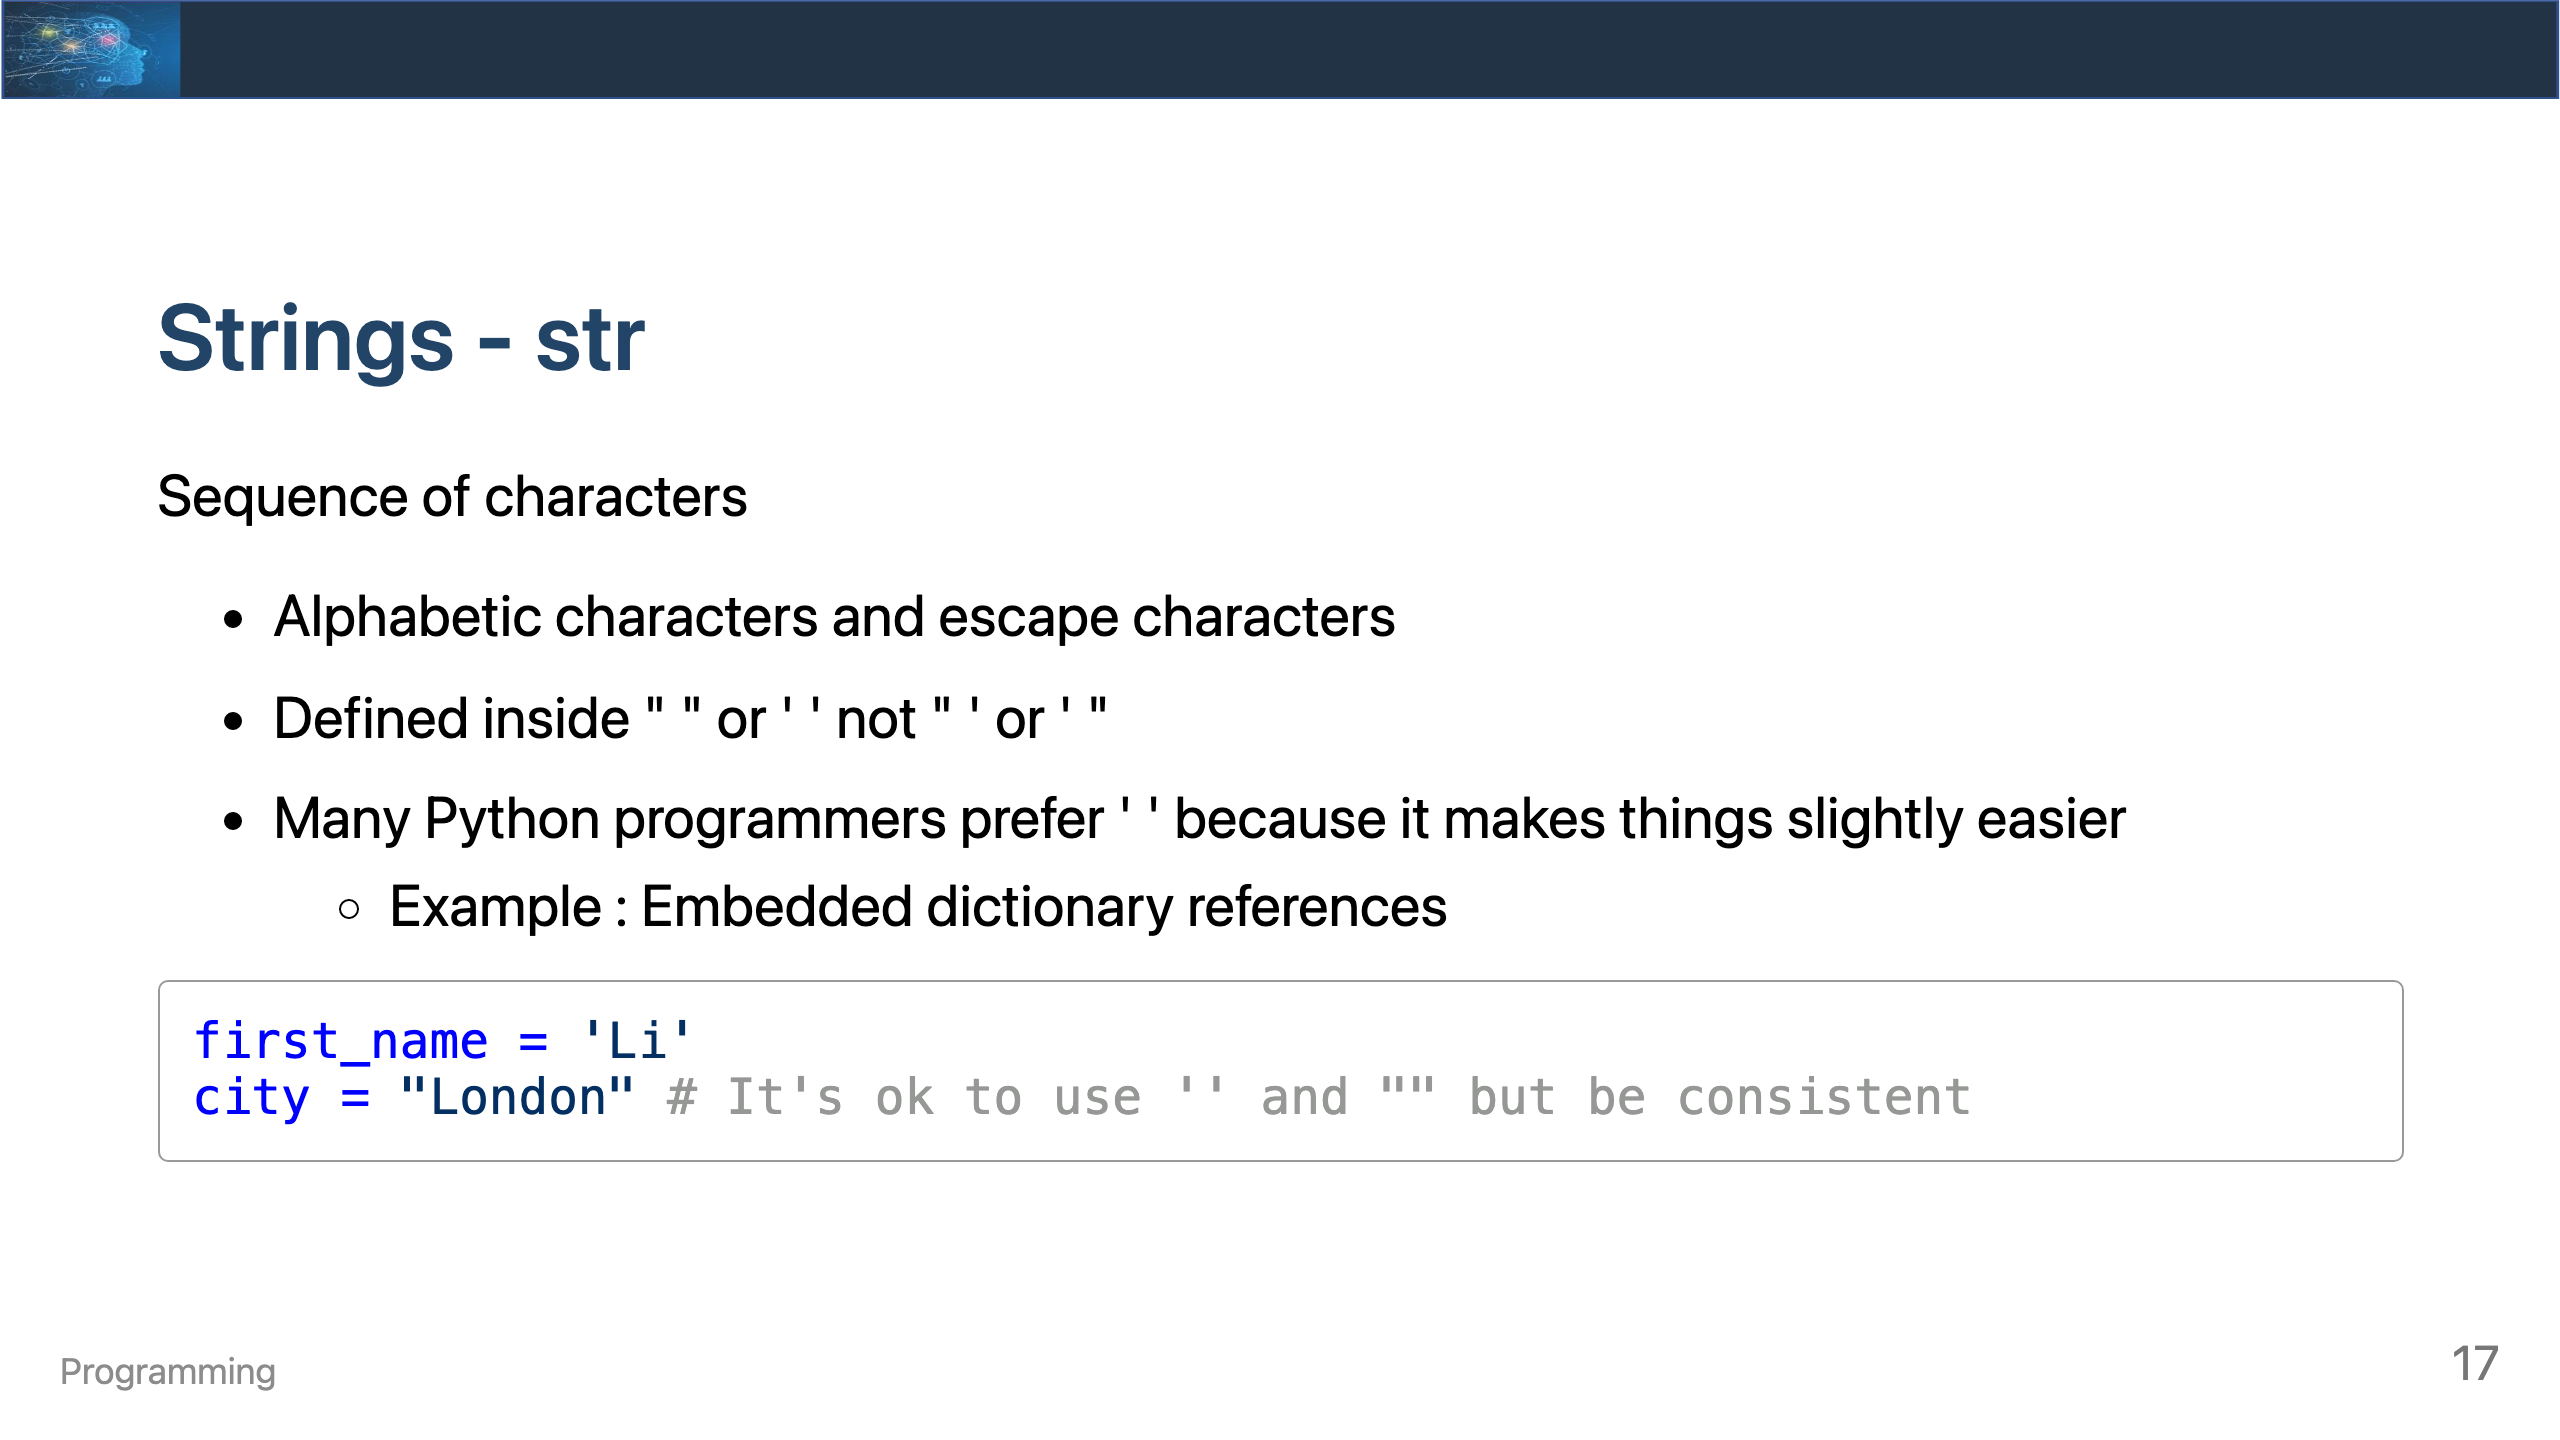 Strings - str
Sequence of characters
• Alphabetic characters and escape characters
• Defined inside " " or ' ' not " ' or ' "
• Many Python programmers prefer ' ' because it makes things slightly easier
◦ Example : Embedded dictionary references
first_name = 'Li'
city = "London" # It's ok to use '' and "" but be consistent
Programming
17